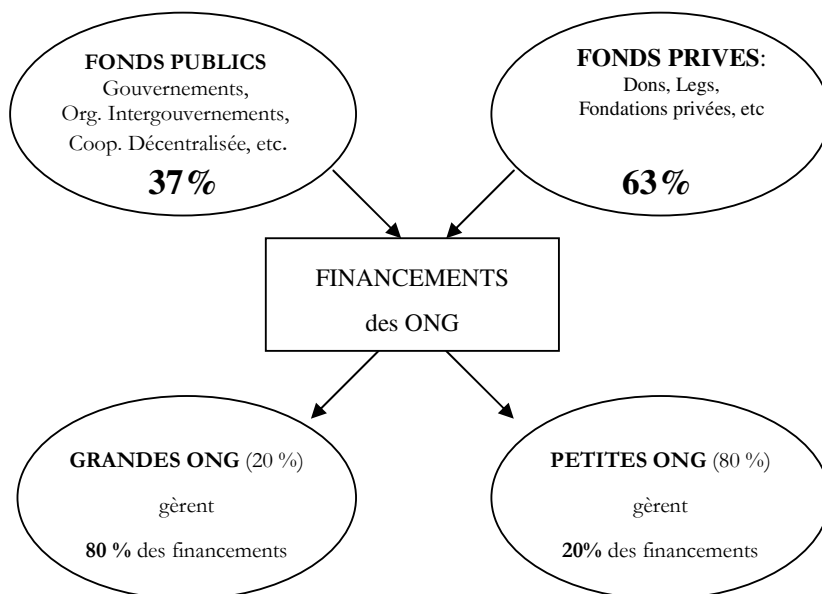 FONDS PUBLICS
Gouvernements,
Org. Intergouvernements,
Coop. Décentralisée, etc.
37%
FONDS PRIVES:
Dons, Legs,
Fondations privées, etc
63%
FINANCEMENTS
des ONG
GRANDES ONG (20 %)
gèrent
80 % des financements
PETITES ONG (80 %)
gèrent
20% des financements